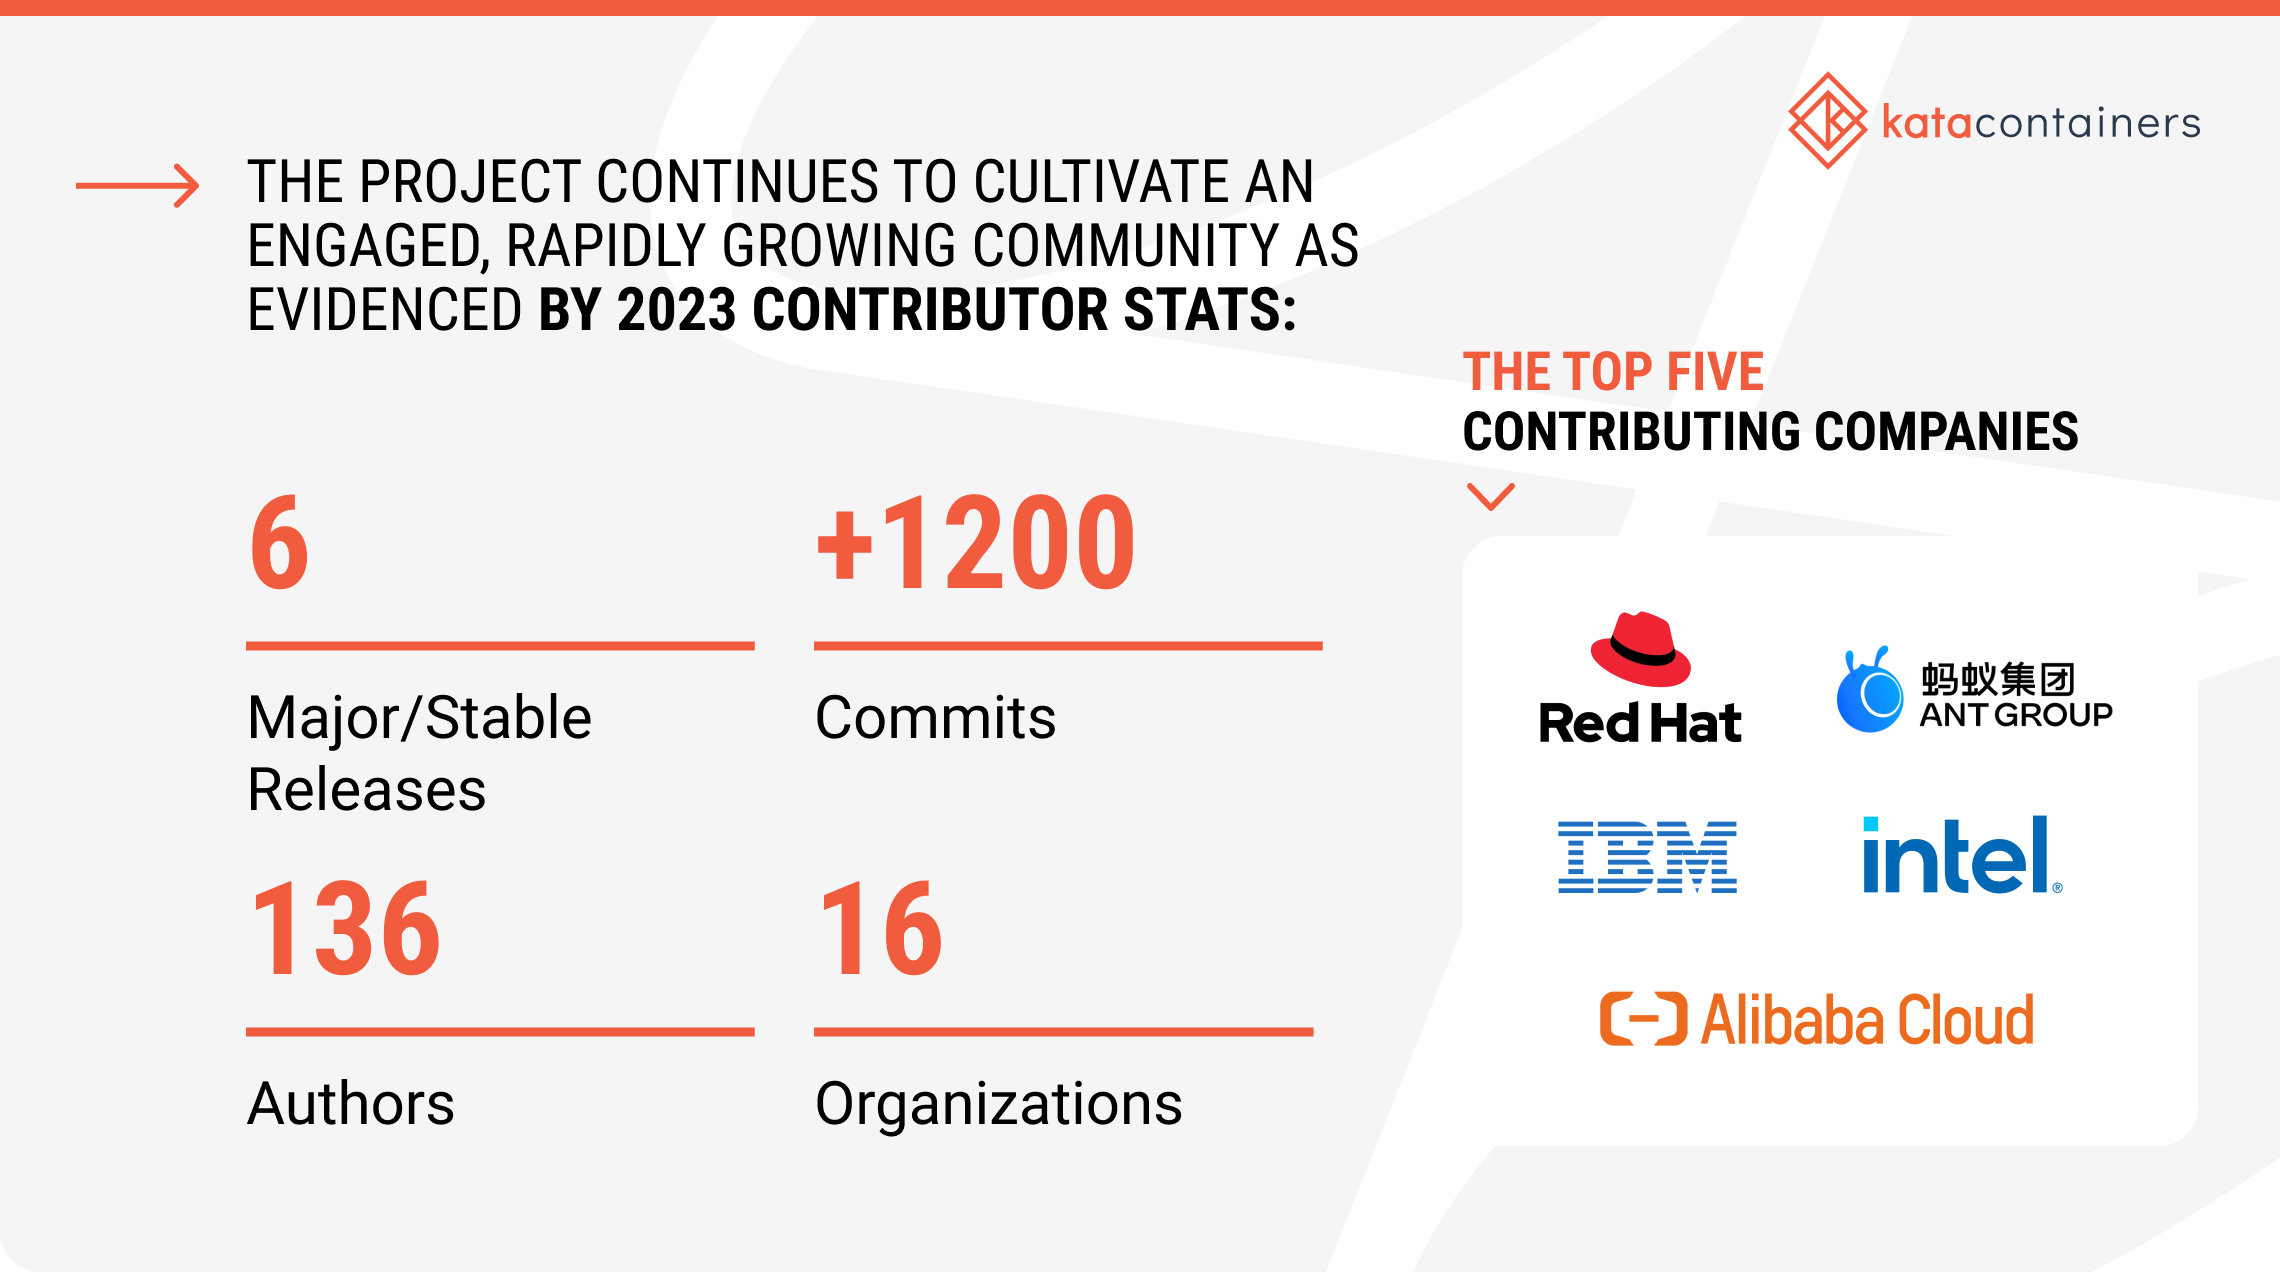 katacontainers
THE PROJECT CONTINUES TO CULTIVATE AN
ENGAGED, RAPIDLY GROWING COMMUNITY AS
EVIDENCED BY 2023 CONTRIBUTOR STATS:
6
Major/Stable
Releases
+1200
Commits
136
Authors
16
Organizations
THE TOP FIVE
CONTRIBUTING COMPANIES
Red Hat
蚂蚁集团
ANT GROUP
IBM
intel®
Alibaba Cloud